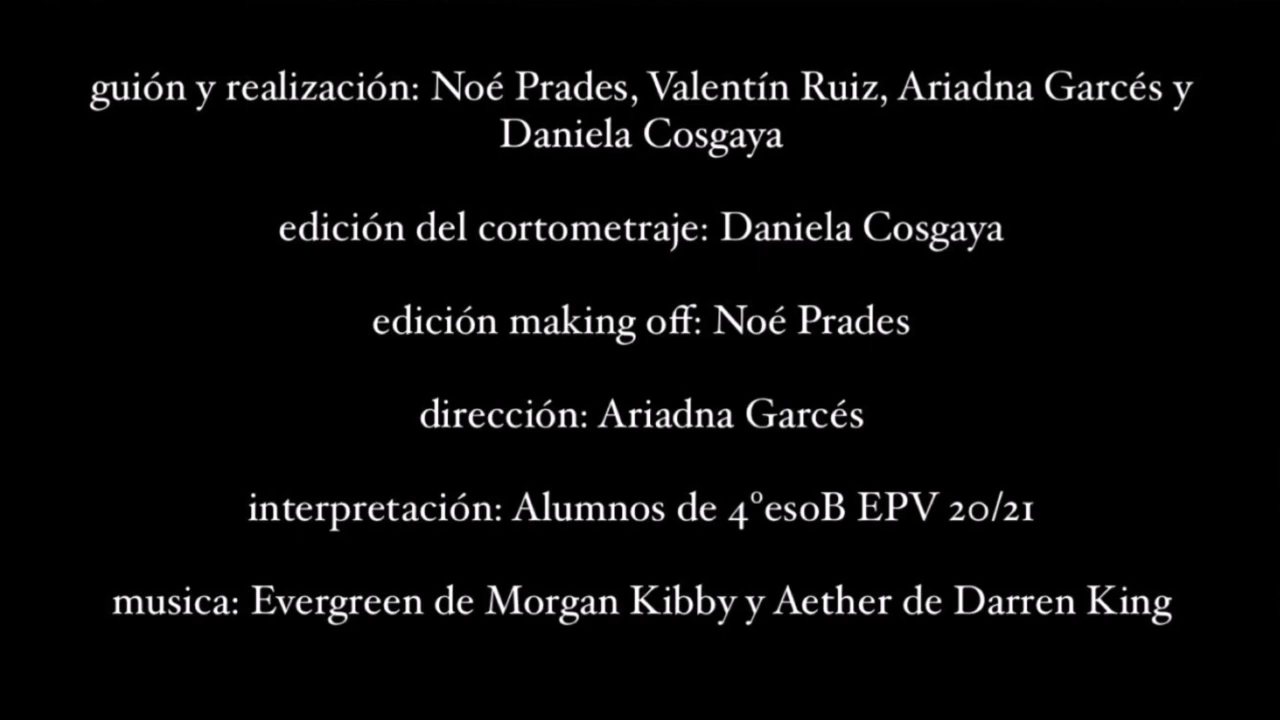 guión y realización: Noé Prades, Valentín Ruiz, Ariadna Garcés y
Daniela Cosgaya
edición del cortometraje: Daniela Cosgaya
edición making off: Noé Prades
dirección: Ariadna Garcés
interpretación: Alumnos de 4ºesoB EPV 20/21
musica: Evergreen de Morgan Kibby y Aether de Darren King